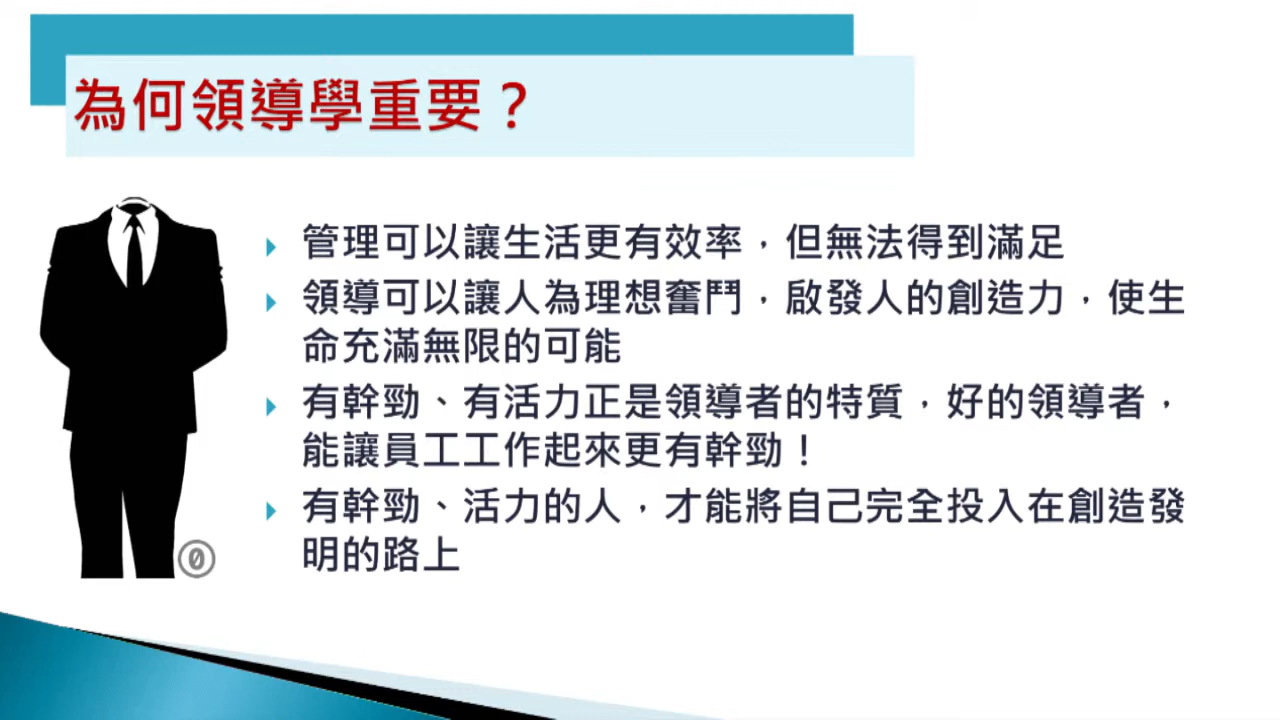 為何領導學重要？
管理可以讓生活更有效率，但無法得到滿足
領導可以讓人為理想奮鬥，啟發人的創造力，使生
命充滿無限的可能
有幹勁、有活力正是領導者的特質，好的領導者，
能讓員工工作起來更有幹勁！
有幹勁、活力的人，才能將自己完全投入在創造發
明的路上
0